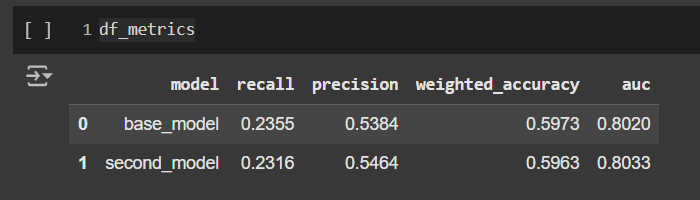 [ ] 1 df_metrics
model recall precision weighted_accuracy auc
0 base_model 0.2355 0.5384 0.5973 0.8020
1 second_model 0.2316 0.5464 0.5963 0.8033